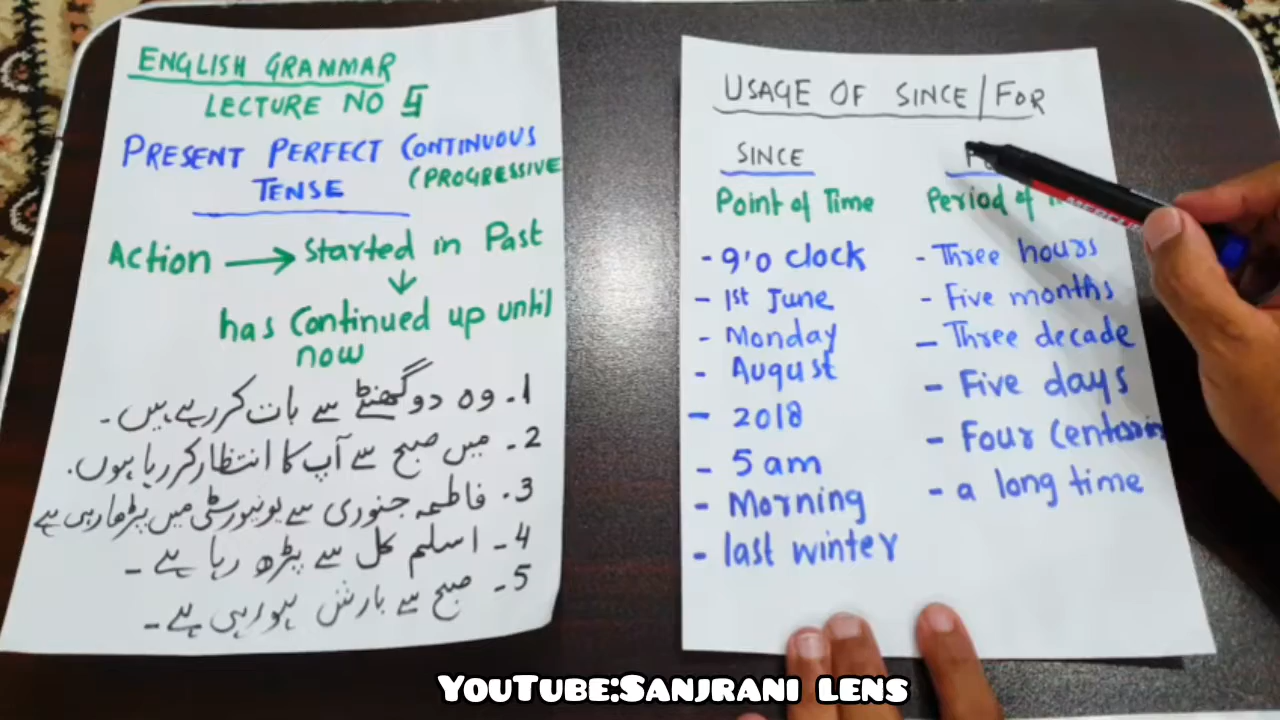 ENGLISH GRAMMAR
LECTURE NO
PRESENT PERFECT CONTINUOUS
(PROGRESSIVE
TENSE
Action → Started in Past
↓
has Continued up until
now
1. وہ دو گھنٹے سے بات کر رہے ہیں۔
2. میں صبح سے آپ کا انتظار کر رہا ہوں.
3. فاطمہ جنوری سے یونیورسٹی میں پڑھا رہی ہے
4- اسلم کل سے پڑھ رہا ہے -
5- صبح سے بارش ہو رہی ہے -
USAGE OF SINCE/FOR
SINCE
Point of Time
- 9'0 clock
- 1st June
- Monday
- August
- 2018
- 5 am
- Morning
- last winter
Period of
- Three hours
- Five months
- Three decade
- Five days
- Four
- a long time
YOUTUBE:SANJRANI LENS